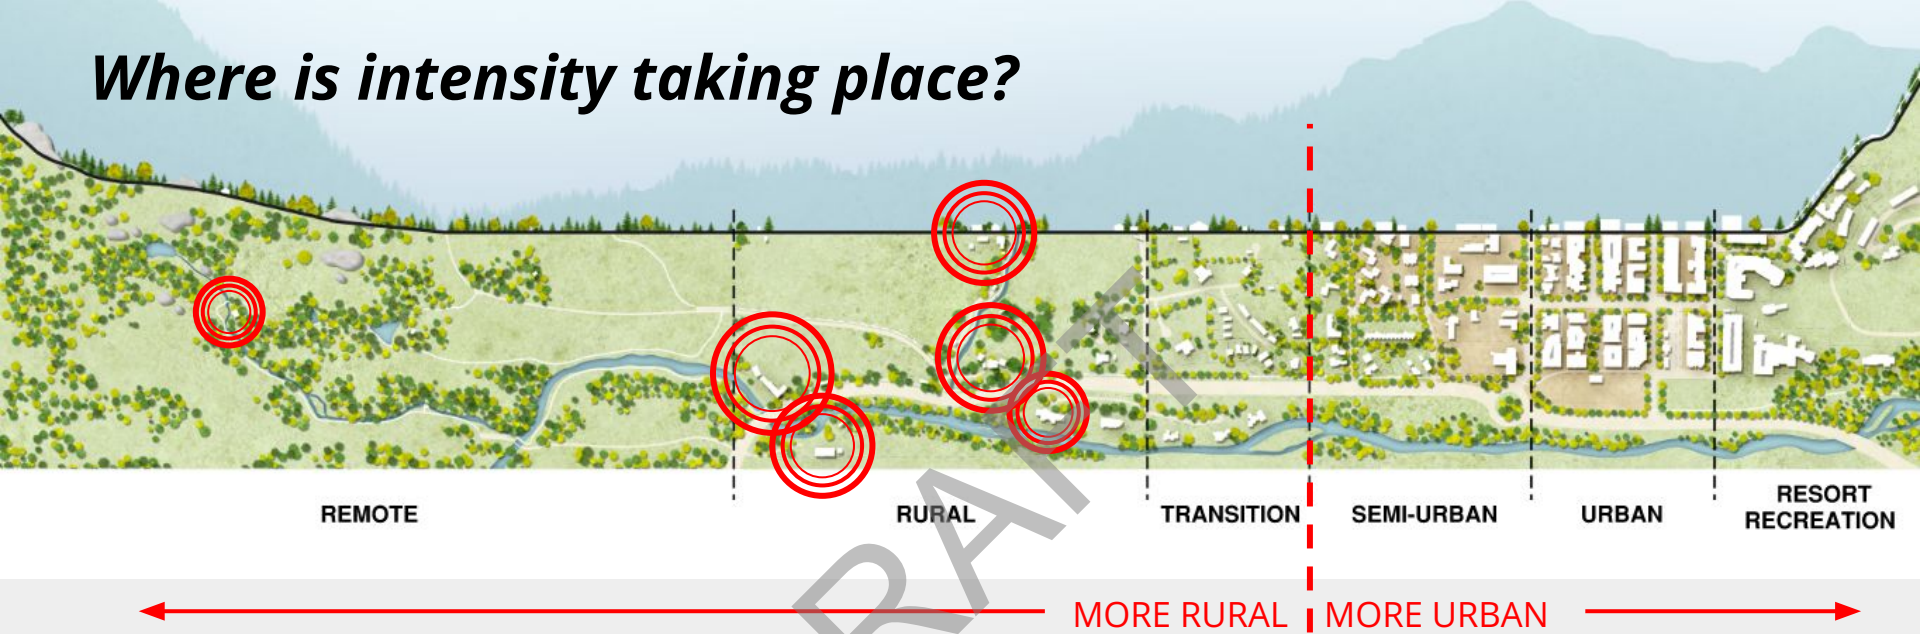 Where is intensity taking place?
REMOTE
RURAL
TRANSITION
SEMI-URBAN
URBAN
RESORT
RECREATION
MORE RURAL
MORE URBAN
DRAFT